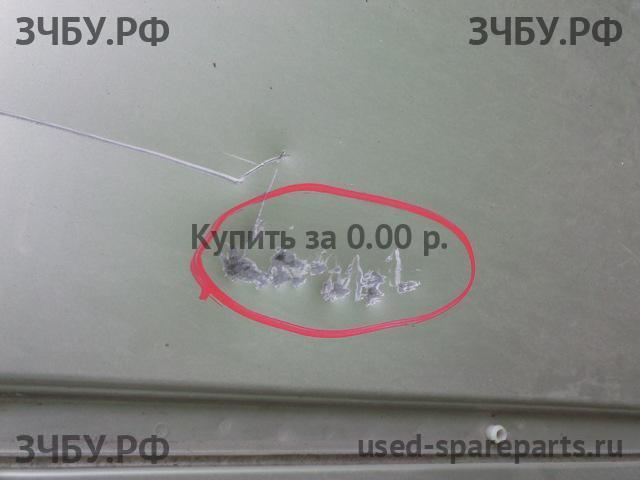 ЗЧБУ.РФ ЗЧБУ.РФ
Купить за 0.00 р.
ЗЧБУ.РФ used-spareparts.ru